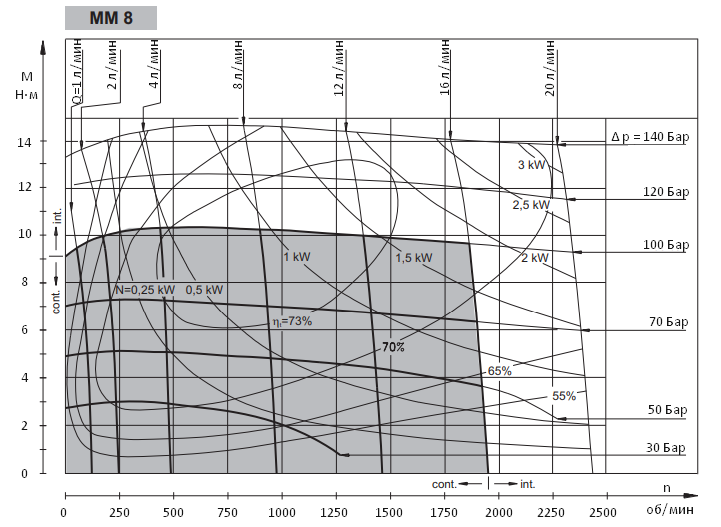 MM 8
M
Н·м
Q=1 л/мин
2 л/мин
4 л/мин
8 л/мин
12 л/мин
16 л/мин
20 л/мин
14
12
10
8
6
4
2
0
int.
cont.
Δ p = 140 Бар
120 Бар
100 Бар
70 Бар
50 Бар
30 Бар
3 kW
2,5 kW
2 kW
1,5 kW
1 kW
N=0,25 kW
0,5 kW
ηt=73%
70%
65%
55%
cont.
int.
n
об/мин
0
250
500
750
1000
1250
1500
1750
2000
2250
2500